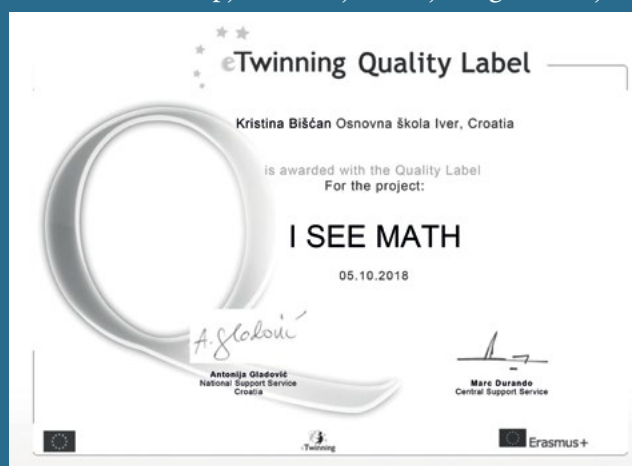 eTwinning Quality Label
Kristina Bišćan Osnovna škola Iver, Croatia
is awarded with the Quality Label
For the project:
I SEE MATH
05.10.2018
A. Gladović
Antonija Gladović
National Support Service
Croatia
Marc Durando
Central Support Service
eTwinning
Erasmus+